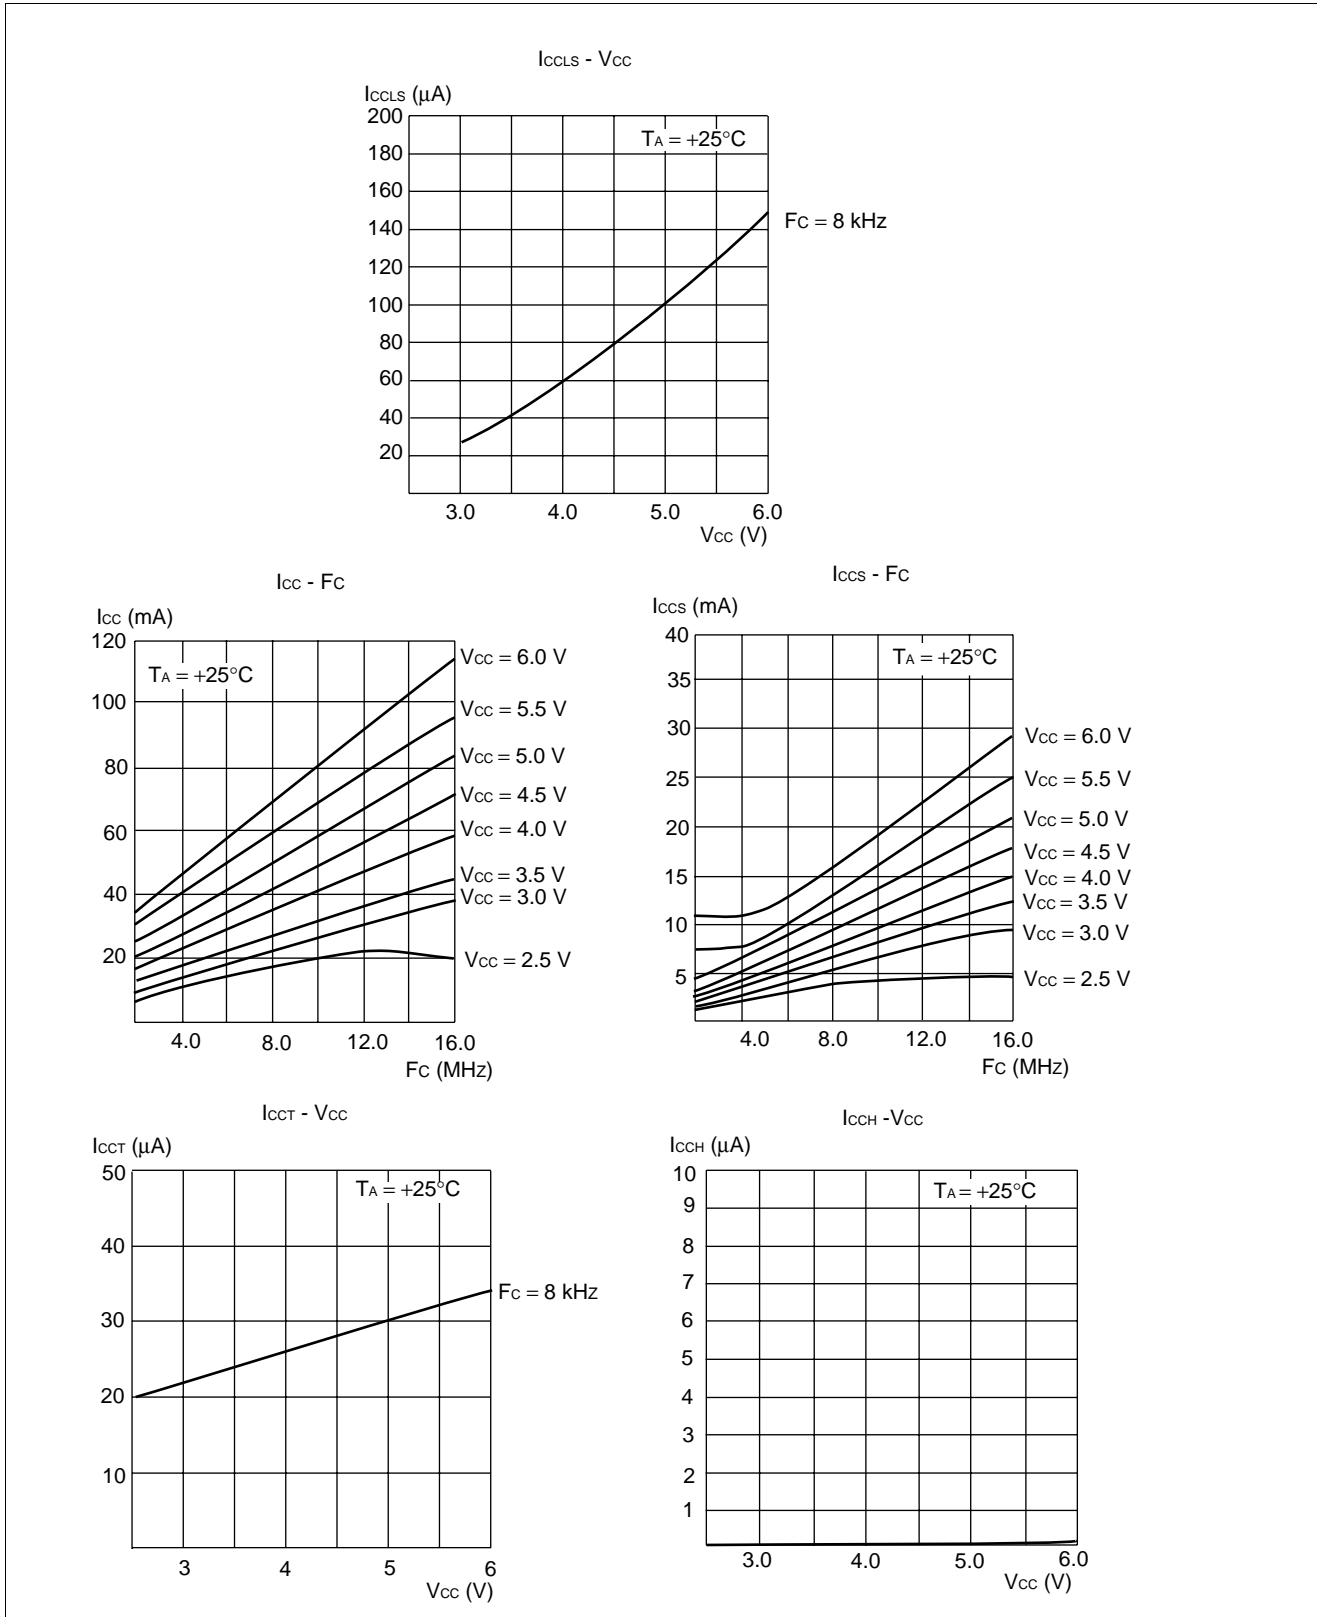 ICCLS - VCC
ICCLS (μA)
200
180
160
140
120
100
80
60
40
20
TA = +25°C
FC = 8 kHz
3.0 4.0 5.0 6.0
VCC (V)
ICC - FC
ICC (mA)
120
100
80
60
40
20
TA = +25°C
VCC = 6.0 V
VCC = 5.5 V
VCC = 5.0 V
VCC = 4.5 V
VCC = 4.0 V
VCC = 3.5 V
VCC = 3.0 V
VCC = 2.5 V
4.0 8.0 12.0 16.0
FC (MHz)
ICCS - FC
ICCS (mA)
40
35
30
25
20
15
10
5
TA = +25°C
VCC = 6.0 V
VCC = 5.5 V
VCC = 5.0 V
VCC = 4.5 V
VCC = 4.0 V
VCC = 3.5 V
VCC = 3.0 V
VCC = 2.5 V
4.0 8.0 12.0 16.0
FC (MHz)
ICCT - VCC
ICCT (μA)
50
40
30
20
10
TA = +25°C
FC = 8 kHz
3 4 5 6
VCC (V)
ICCH -VCC
ICCH (μA)
10
9
8
7
6
5
4
3
2
1
TA = +25°C
3.0 4.0 5.0 6.0
VCC (V)